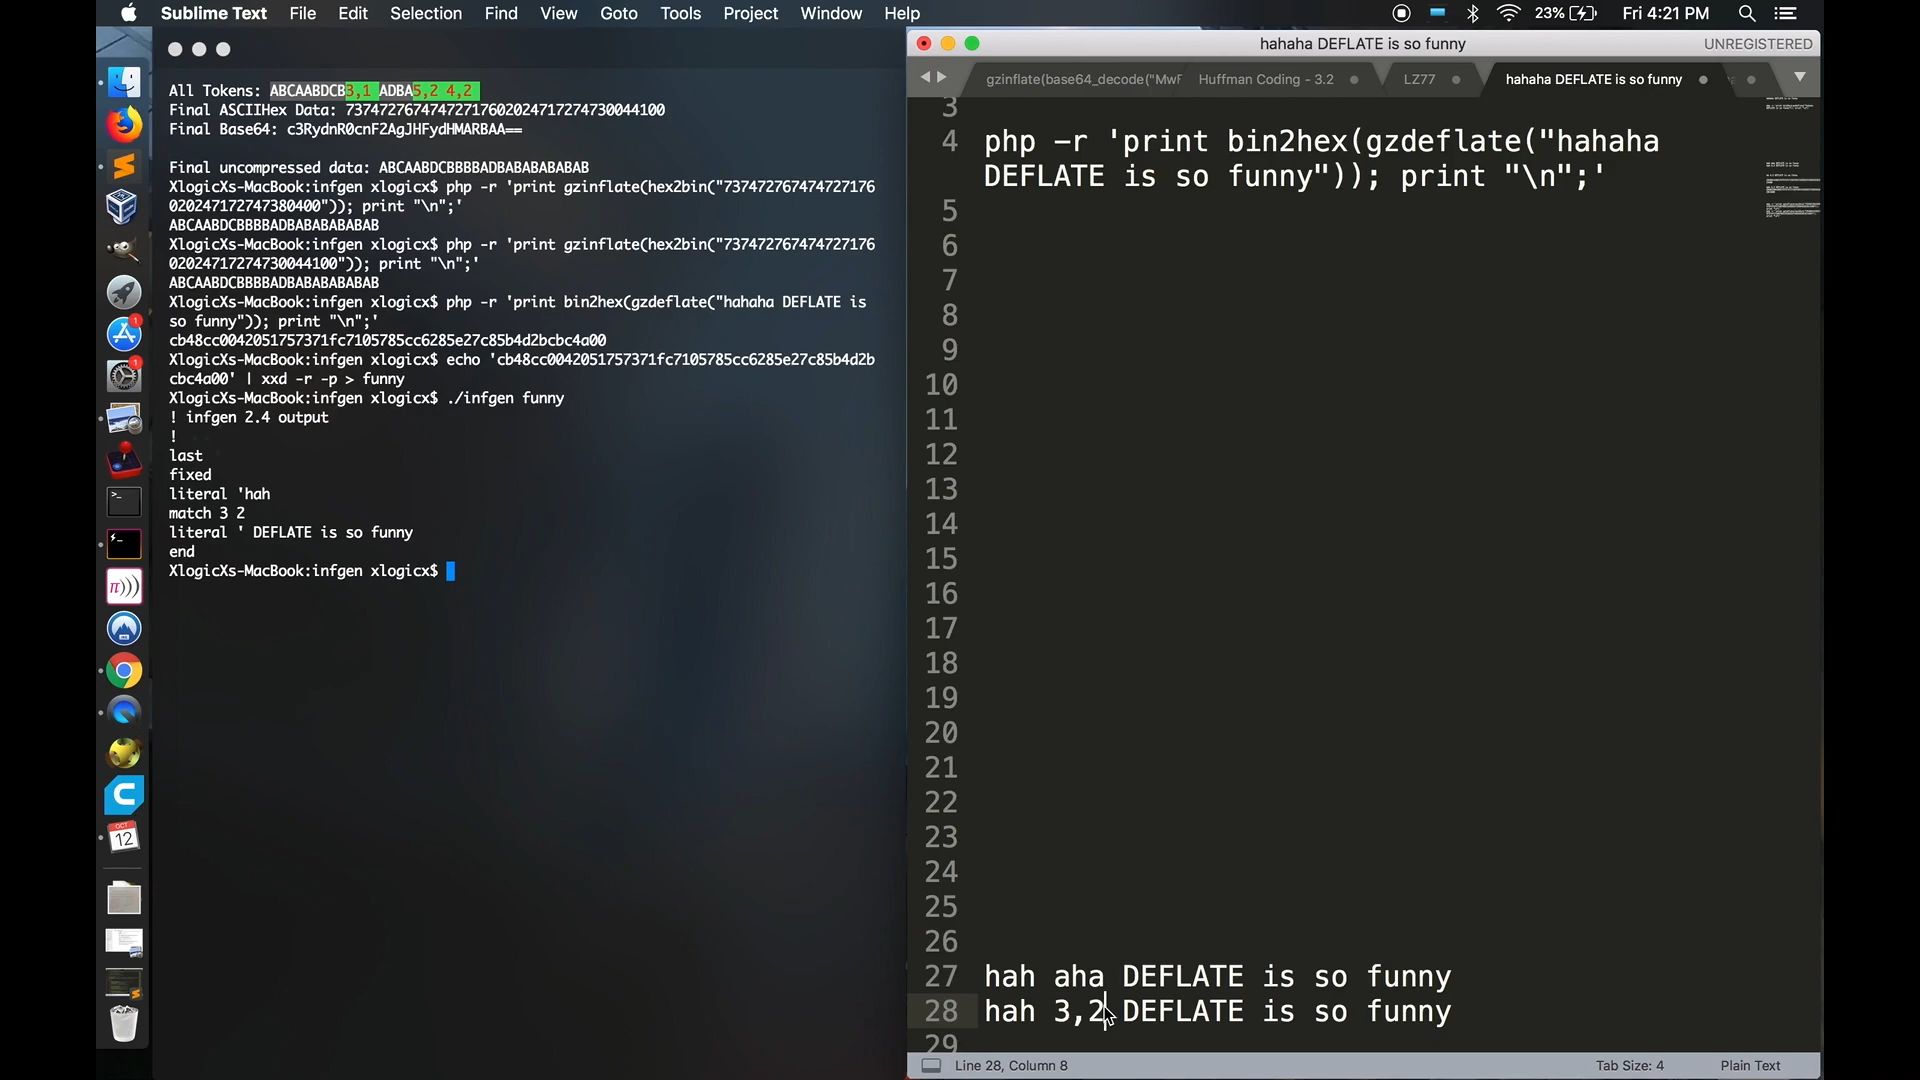 Sublime Text File Edit Selection Find View Goto Tools Project Window Help 23% Fri 4:21 PM
All Tokens: ABCAABDCB3,1 ADBA5,2 4,2
Final ASCIIHex Data: 73747276747472717602024717274730044100
Final Base64: c3RydnR0cnF2AgJHFydHMARBAA==
Final uncompressed data: ABCAABDCBBBBADBABABABABAB
XlogicXs-MacBook:infgen xlogicx$ php -r 'print gzinflate(hex2bin("737472767474727176
020247172747380400")); print "\n";'
ABCAABDCBBBBADBABABABABAB
XlogicXs-MacBook:infgen xlogicx$ php -r 'print gzinflate(hex2bin("737472767474727176
02024717274730044100")); print "\n";'
ABCAABDCBBBBADBABABABABAB
XlogicXs-MacBook:infgen xlogicx$ php -r 'print bin2hex(gzdeflate("hahaha DEFLATE is
so funny")); print "\n";'
cb48cc0042051757371fc7105785cc6285e27c85b4d2bcbc4a00
XlogicXs-MacBook:infgen xlogicx$ echo 'cb48cc0042051757371fc7105785cc6285e27c85b4d2b
cbc4a00' | xxd -r -p > funny
XlogicXs-MacBook:infgen xlogicx$ ./infgen funny
! infgen 2.4 output
!
last
fixed
literal 'hah
match 3 2
literal ' DEFLATE is so funny
end
XlogicXs-MacBook:infgen xlogicx$
OCT
12
hahaha DEFLATE is so funny UNREGISTERED
gzinflate(base64_decode("MwF Huffman Coding - 3.2 LZ77 hahaha DEFLATE is so funny
3
4 php -r 'print bin2hex(gzdeflate("hahaha
DEFLATE is so funny")); print "\n";'
5
6
7
8
9
10
11
12
13
14
15
16
17
18
19
20
21
22
23
24
25
26
27 hah aha DEFLATE is so funny
28 hah 3,2 DEFLATE is so funny
29
Line 28, Column 8 Tab Size: 4 Plain Text